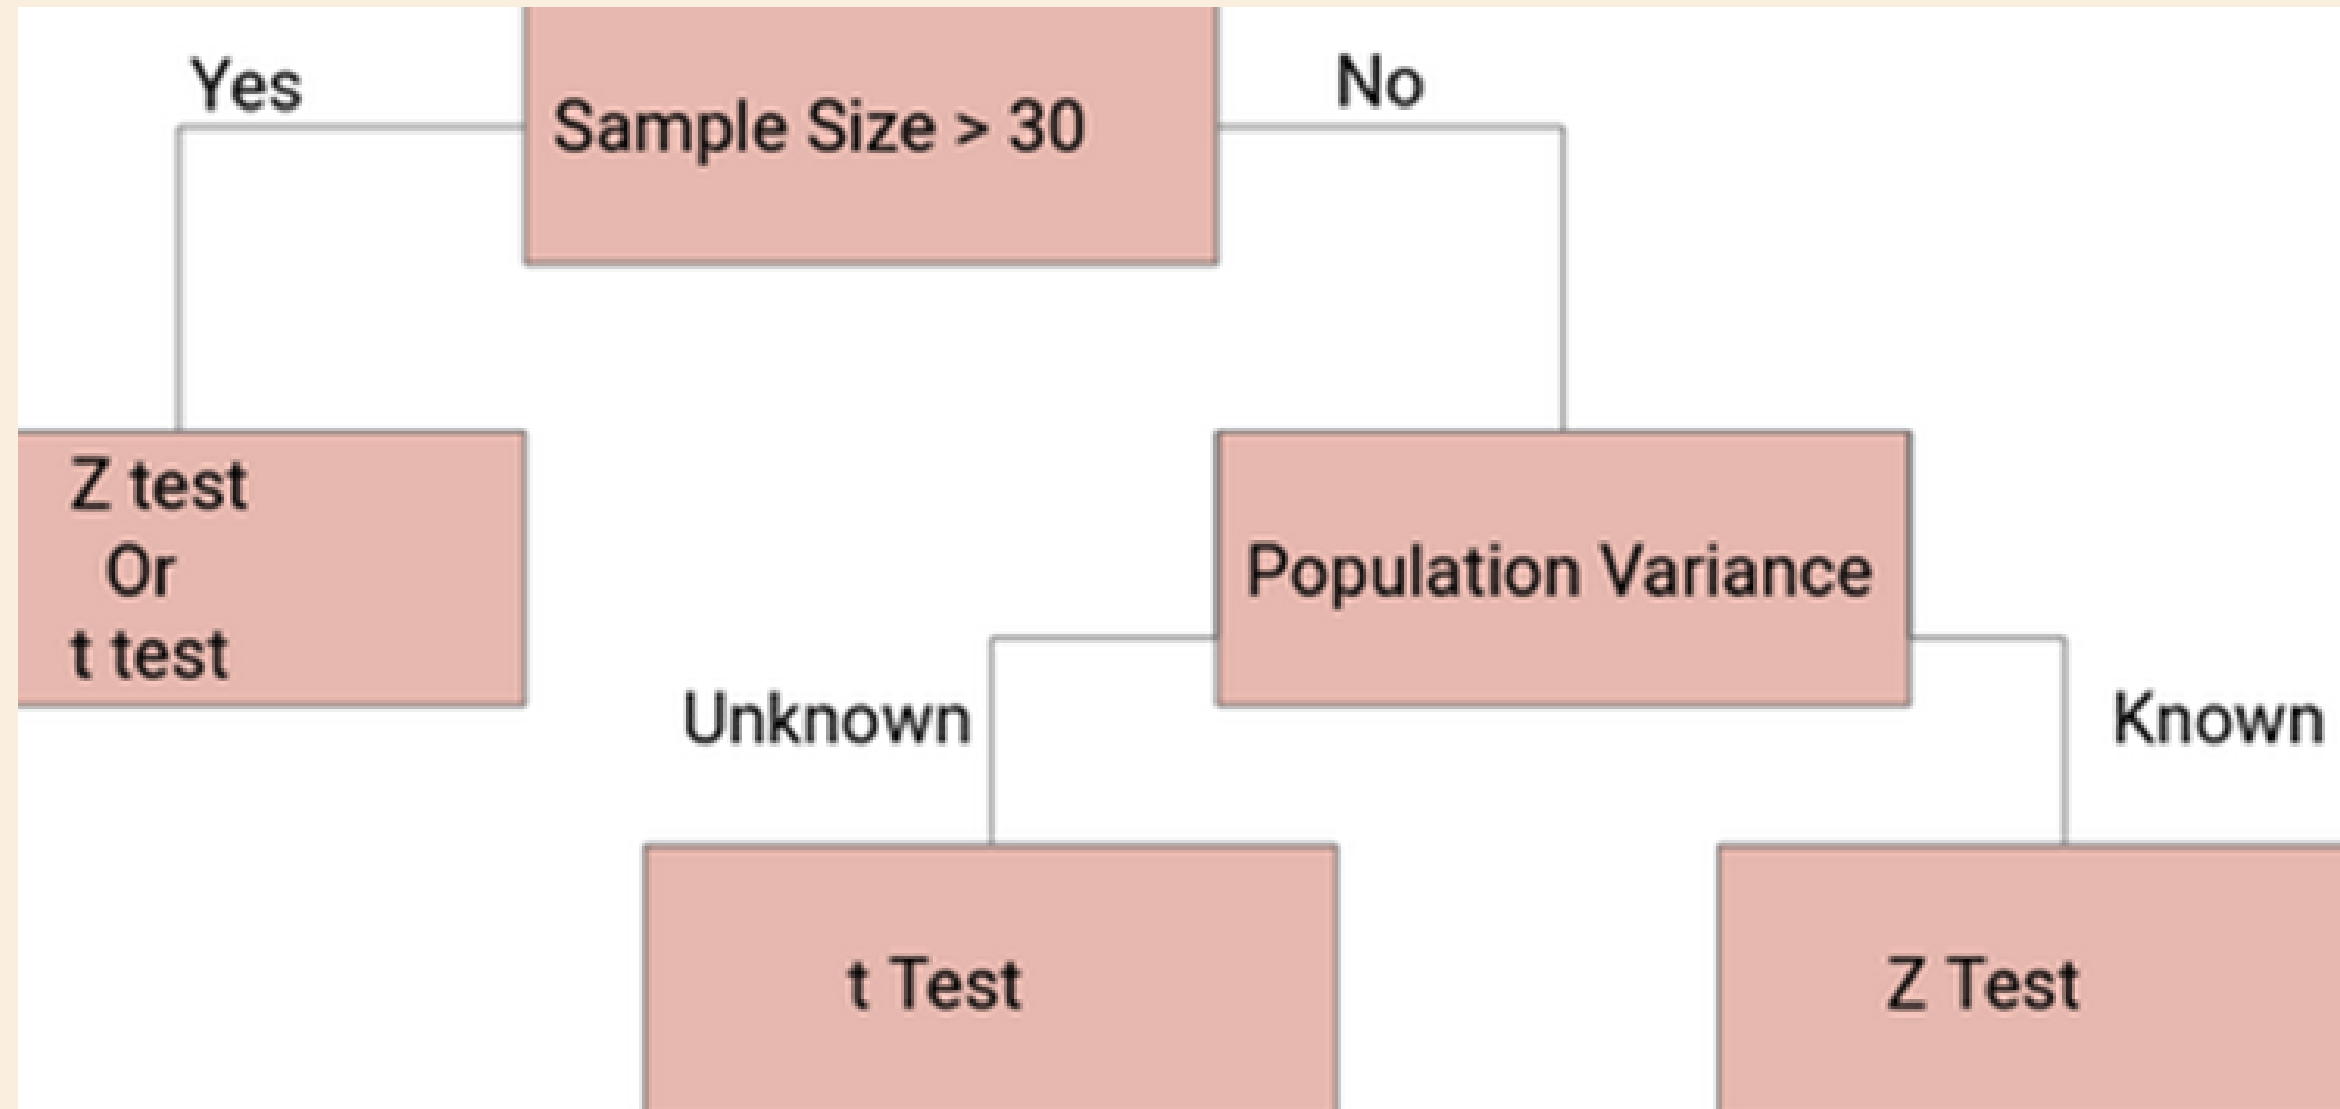 Yes
Sample Size > 30
No
Z test
Or
t test
Population Variance
Unknown
Known
t Test
Z Test